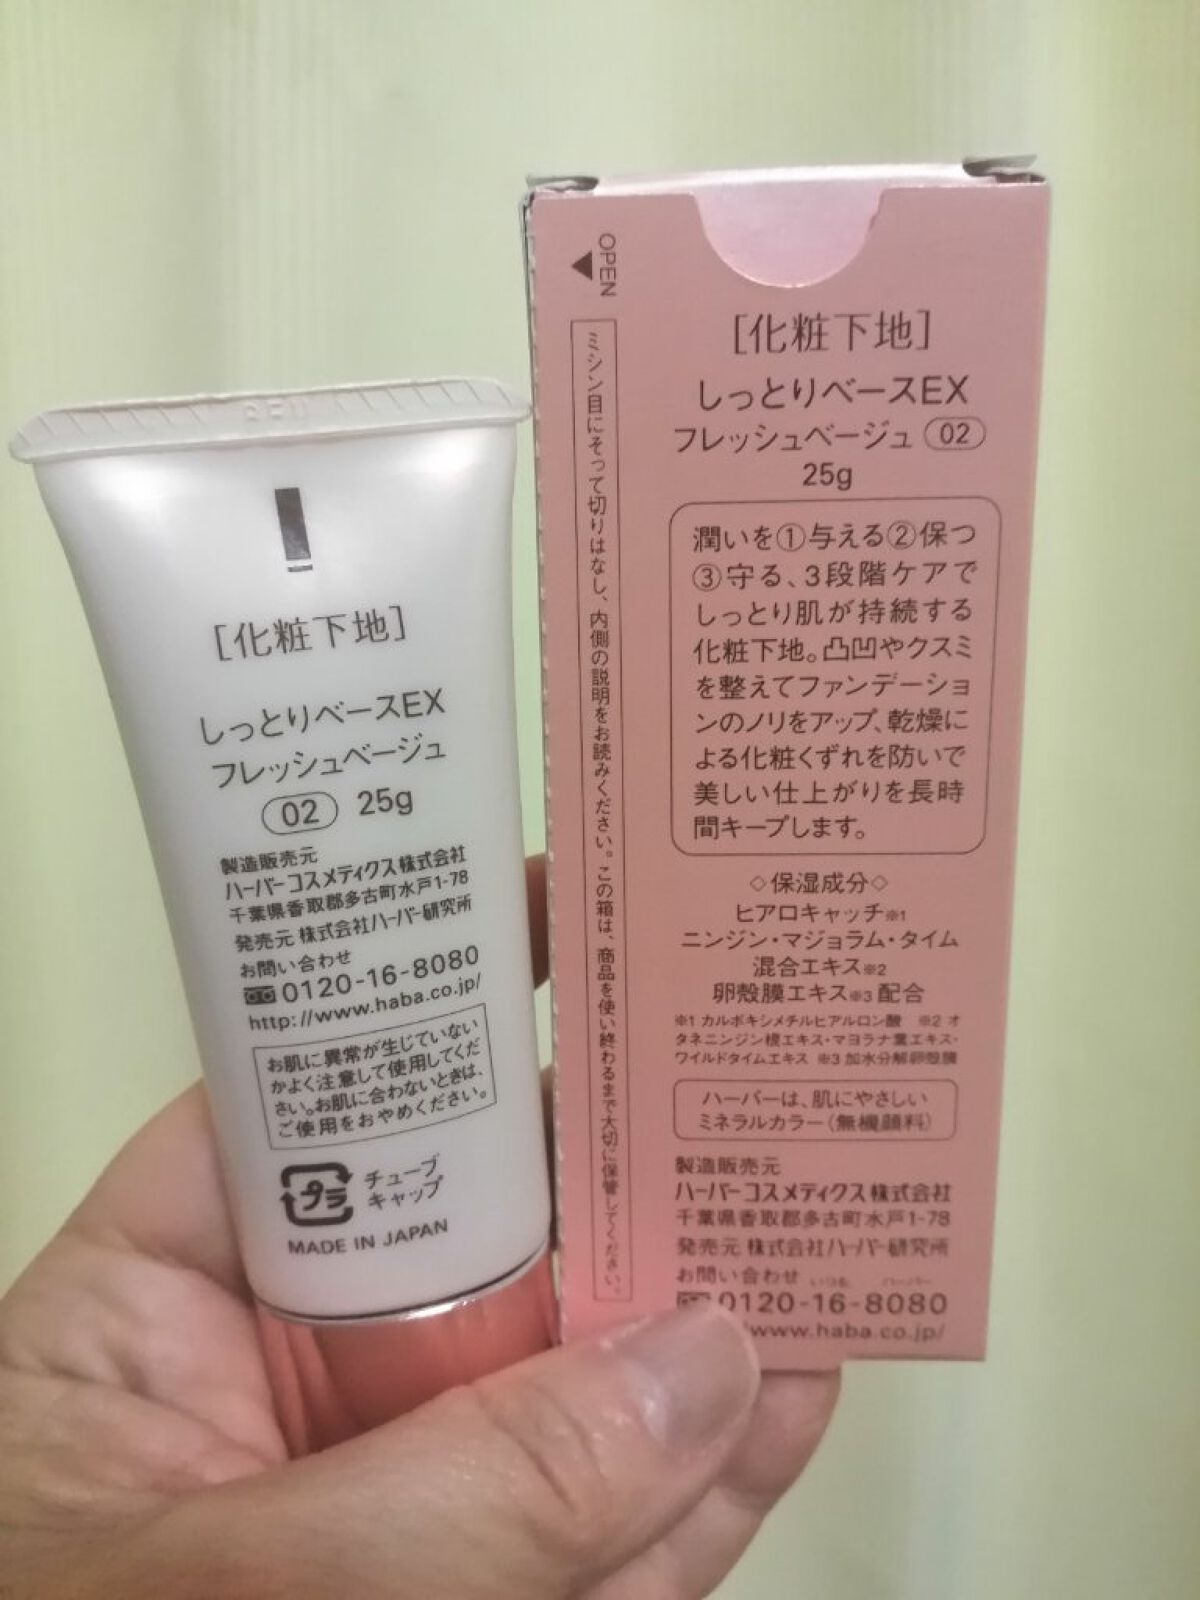 [化粧下地]
しっとりベースEX
フレッシュベージュ
02 25g
製造販売元
ハーバーコスメティクス株式会社
千葉県香取郡多古町水戸1-78
発売元 株式会社ハーバー研究所
お問い合わせ
0120-16-8080
http://www.haba.co.jp/
お肌に異常が生じていない
かよく注意して使用してくだ
さい。お肌に合わないときは、
ご使用をおやめください。
プラ
チューブ
キャップ
MADE IN JAPAN
OPEN
ミシン目にそって切りはなし、内側の説明をお読みください。この箱は、商品を使い終わるまで大切に保管してください。
[化粧下地]
しっとりベースEX
フレッシュベージュ 02
25g
潤いを①与える②保つ
③守る、3段階ケアで
しっとり肌が持続する
化粧下地。凸凹やクスミ
を整えてファンデーショ
ンのノリをアップ、乾燥に
よる化粧くずれを防いで
美しい仕上がりを長時
間キープします。
◇保湿成分◇
ヒアロキャッチ※1
ニンジン・マジョラム・タイム
混合エキス※2
卵殻膜エキス※3 配合
※1 カルボキシメチルヒアルロン酸 ※2 オ
タネニンジン根エキス・マヨラナ葉エキス・
ワイルドタイムエキス ※3 加水分解卵殻膜
ハーバーは、肌にやさしい
ミネラルカラー（無機顔料）
製造販売元
ハーバーコスメティクス株式会社
千葉県香取郡多古町水戸1-78
発売元 株式会社ハーバー研究所
お問い合わせ
いつも ハーバー
0120-16-8080
/www.haba.co.jp/